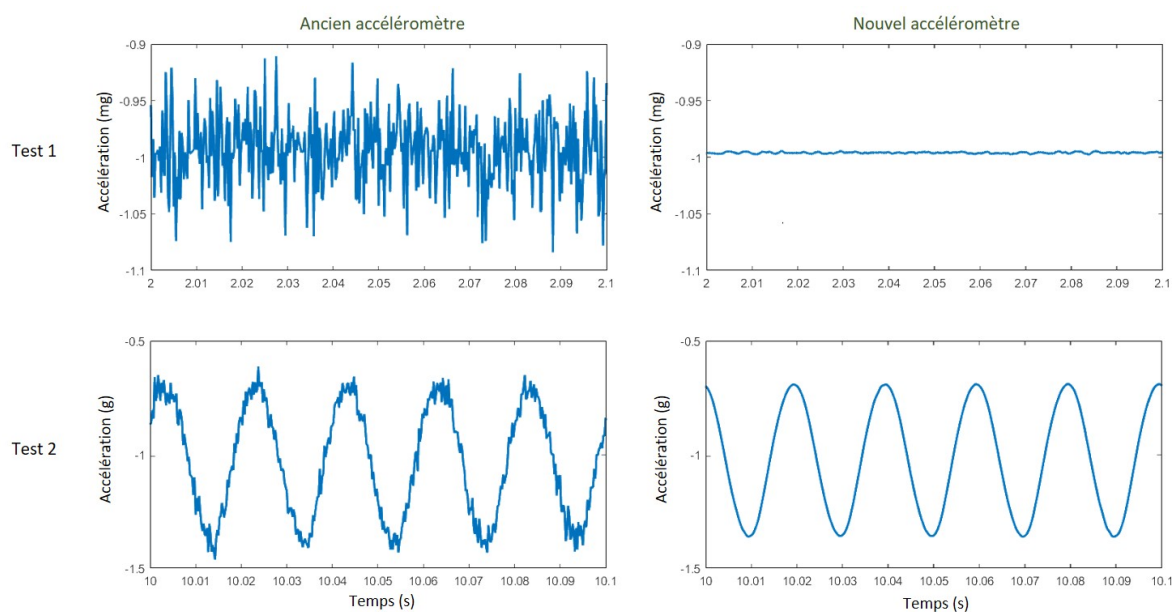 Ancien accéléromètre
Nouvel accéléromètre
Test 1
Accélération (mg)
-0.9
-0.95
-1
-1.05
-1.1
2 2.01 2.02 2.03 2.04 2.05 2.06 2.07 2.08 2.09 2.1
Accélération (mg)
-0.9
-0.95
-1
-1.05
-1.1
2 2.01 2.02 2.03 2.04 2.05 2.06 2.07 2.08 2.09 2.1
Test 2
Accélération (g)
-0.5
-1
-1.5
10 10.01 10.02 10.03 10.04 10.05 10.06 10.07 10.08 10.09 10.1
Temps (s)
Accélération (g)
-0.5
-1
-1.5
10 10.01 10.02 10.03 10.04 10.05 10.06 10.07 10.08 10.09 10.1
Temps (s)